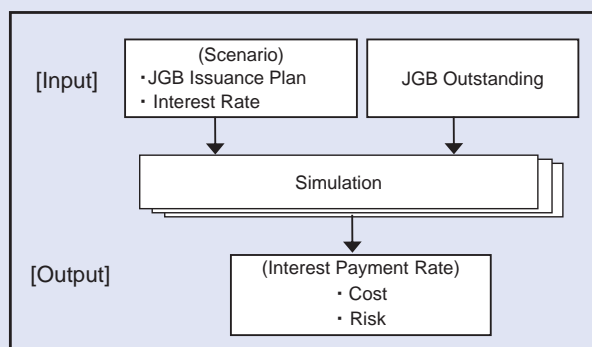 [Input]
(Scenario)
・JGB Issuance Plan
・ Interest Rate
JGB Outstanding
Simulation
[Output]
(Interest Payment Rate)
・ Cost
・ Risk